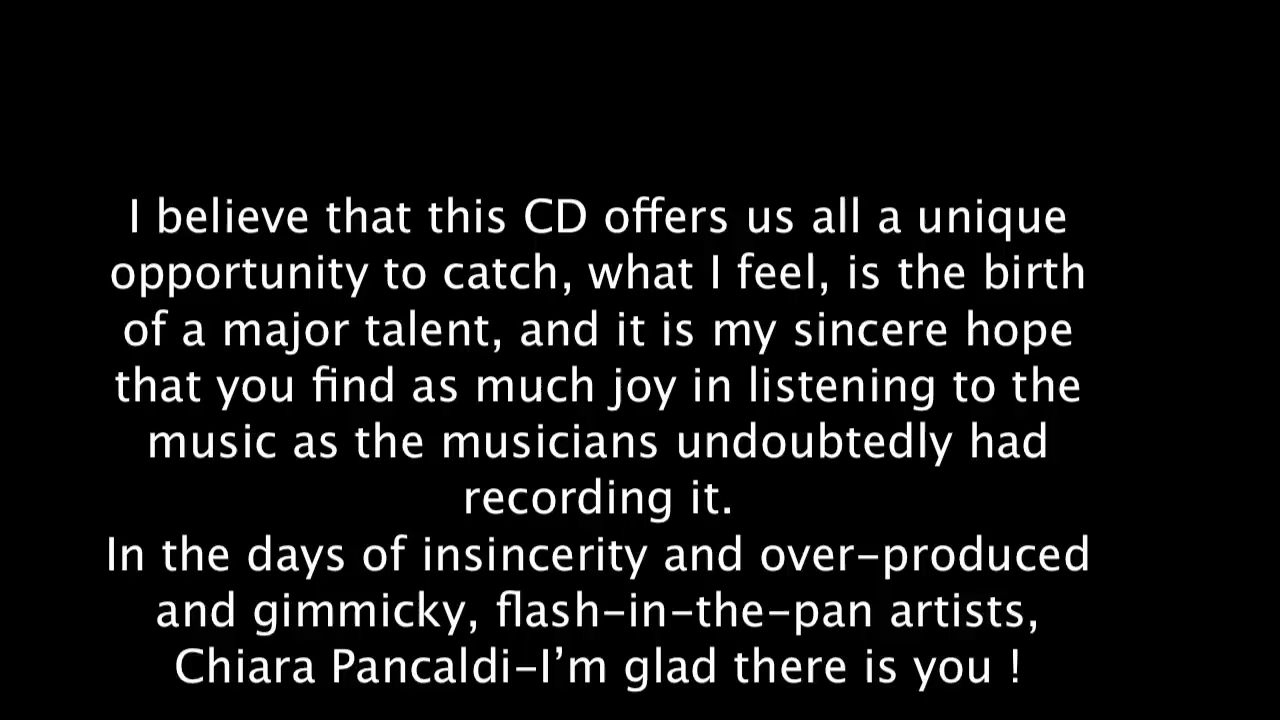 I believe that this CD offers us all a unique
opportunity to catch, what I feel, is the birth
of a major talent, and it is my sincere hope
that you find as much joy in listening to the
music as the musicians undoubtedly had
recording it.
In the days of insincerity and over–produced
and gimmicky, flash–in–the–pan artists,
Chiara Pancaldi–I’m glad there is you !